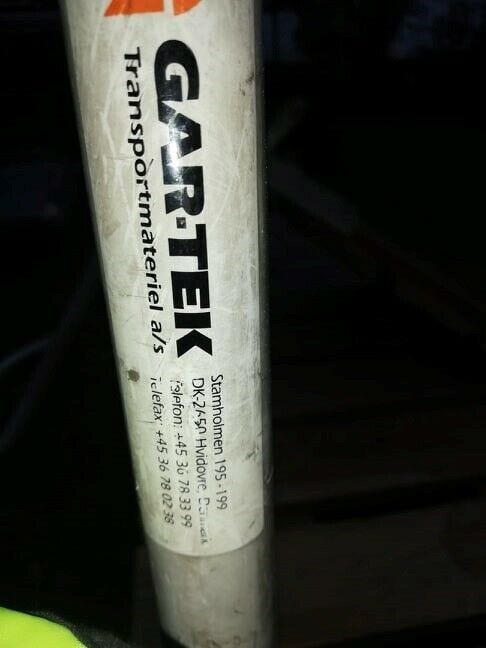 GAR·TEK
Transportmateriel a/s
Stamholmen 195-199
DK-2650 Hvidovre, Danmark
Telefon: +45 36 78 33 99
Telefax: +45 36 78 02 38